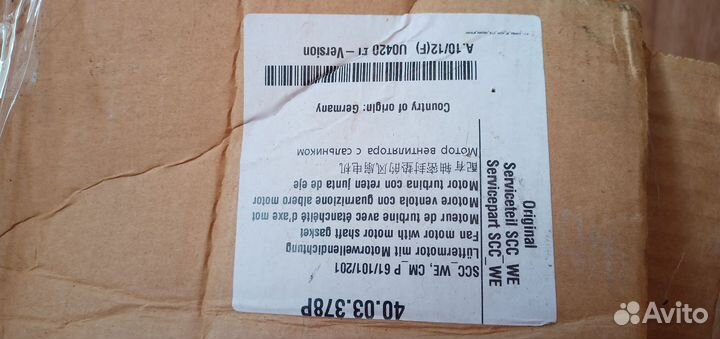 40.03.378P
SCC_WE, CM_P 61/101/201
Lüftermotor mit Motorwellendichtung
Fan motor with motor shaft gasket
Moteur de turbine avec étanchéité d'axe mot
Motore ventola con guarnizione albero motor
Motor turbina con reten junta de eje
配有轴密封垫的风扇电机
Мотор вентилятора с сальником
Original
Serviceteil SCC_WE
Servicepart SCC_WE
Country of origin: Germany
A.10/12(F) – Version
Avito